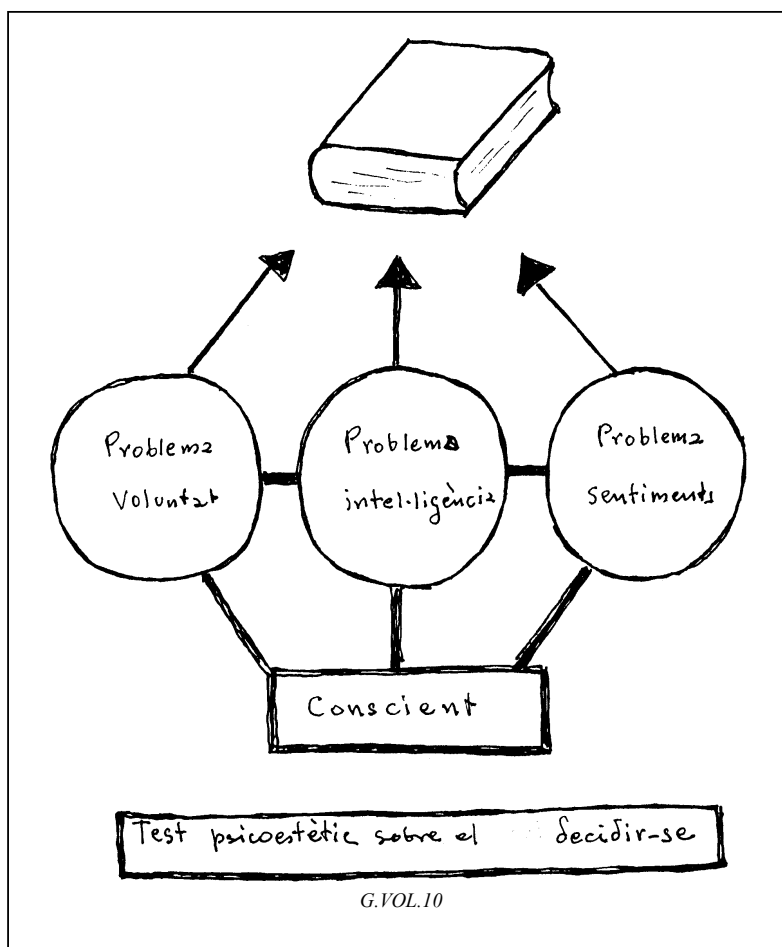 Problema
Voluntat
Problema
intel·ligència
Problema
sentiments
Conscient
Test psicoestètic sobre el decidir-se
G.VOL.10